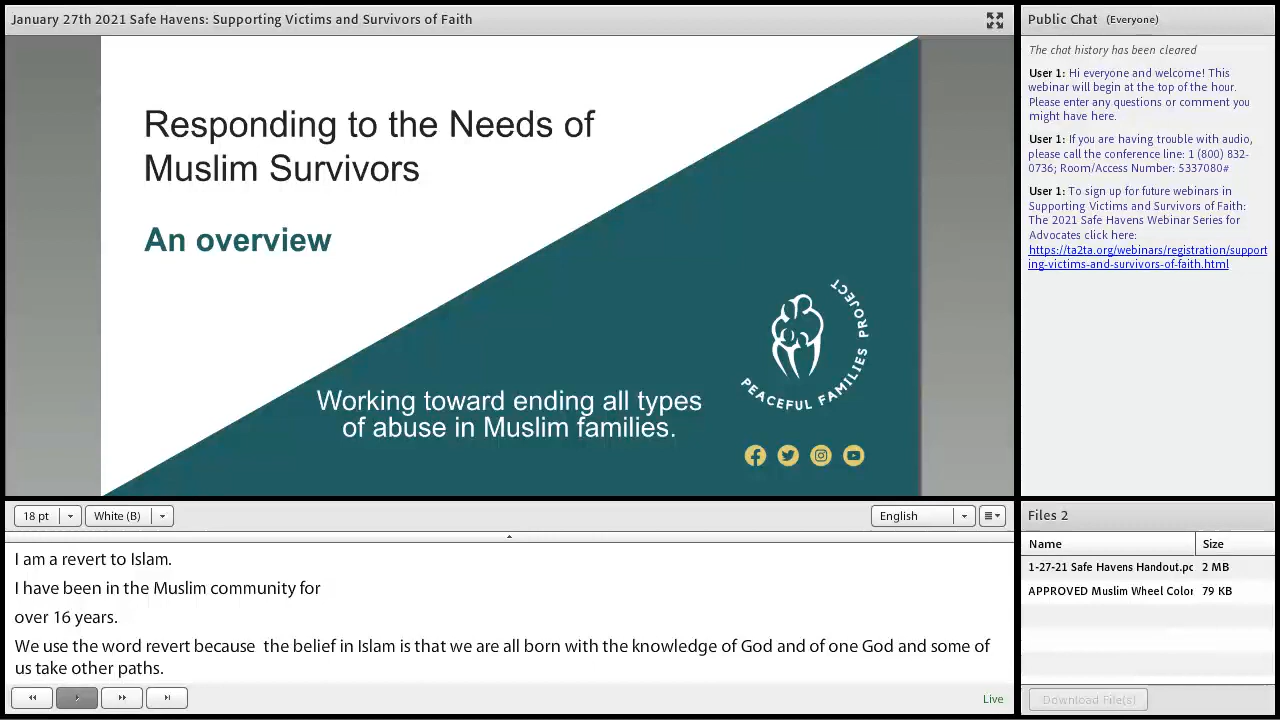 January 27th 2021 Safe Havens: Supporting Victims and Survivors of Faith
Responding to the Needs of
Muslim Survivors
An overview
Working toward ending all types
of abuse in Muslim families.
PEACEFUL FAMILIES PROJECT
Public Chat (Everyone)
The chat history has been cleared
User 1: Hi everyone and welcome! This
webinar will begin at the top of the hour.
Please enter any questions or comment you
might have here.
User 1: If you are having trouble with audio,
please call the conference line: 1 (800) 832-
0736; Room/Access Number: 5337080#
User 1: To sign up for future webinars in
Supporting Victims and Survivors of Faith:
The 2021 Safe Havens Webinar Series for
Advocates click here:
https://ta2ta.org/webinars/registration/support
ing-victims-and-survivors-of-faith.html
18 pt
White (B)
English
I am a revert to Islam.
I have been in the Muslim community for
over 16 years.
We use the word revert because  the belief in Islam is that we are all born with the knowledge of God and of one God and some of
us take other paths.
Live
Files 2
Name Size
1-27-21 Safe Havens Handout.pc 2 MB
APPROVED Muslim Wheel Color 79 KB
Download File(s)